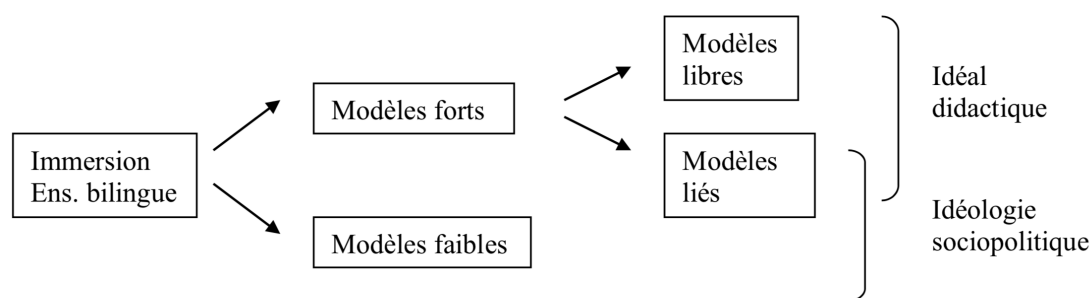 Immersion
Ens. bilingue
Modèles forts
Modèles faibles
Modèles
libres
Modèles
liés
Idéal
didactique
Idéologie
sociopolitique